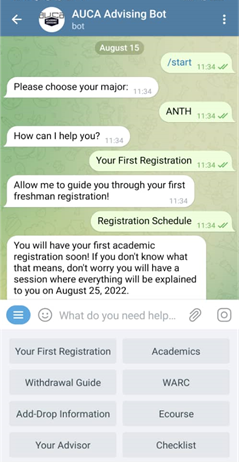 AUCA
AUCA Advising Bot
bot
August 15
/start
11:34
Please choose your major:
11:34
ANTH
11:34
How can I help you?
11:34
Your First Registration
11:34
Allow me to guide you through your first
freshman registration!
11:34
Registration Schedule
11:34
You will have your first academic
registration soon! If you don't know what
that means, don't worry you will have a
session where everything will be explained
to you on August 25, 2022.
What do you need help...
Your First Registration
Academics
Withdrawal Guide
WARC
Add-Drop Information
Ecourse
Your Advisor
Checklist